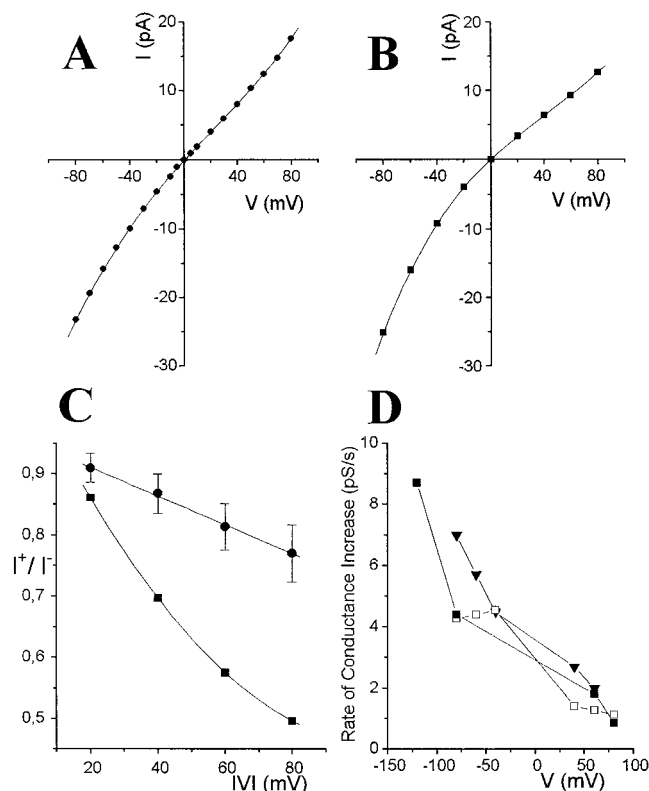 A
I (pA)
20
10
-80 -40 40 80
V (mV)
-10
-20
-30
B
I (pA)
20
10
-80 -40 40 80
V (mV)
-10
-20
-30
C
0,9
0,8
I+/ I-
0,7
0,6
0,5
20 40 60 80
|V| (mV)
D
Rate of Conductance Increase (pS/s)
10
8
6
4
2
0
-150 -100 -50 0 50 100
V (mV)